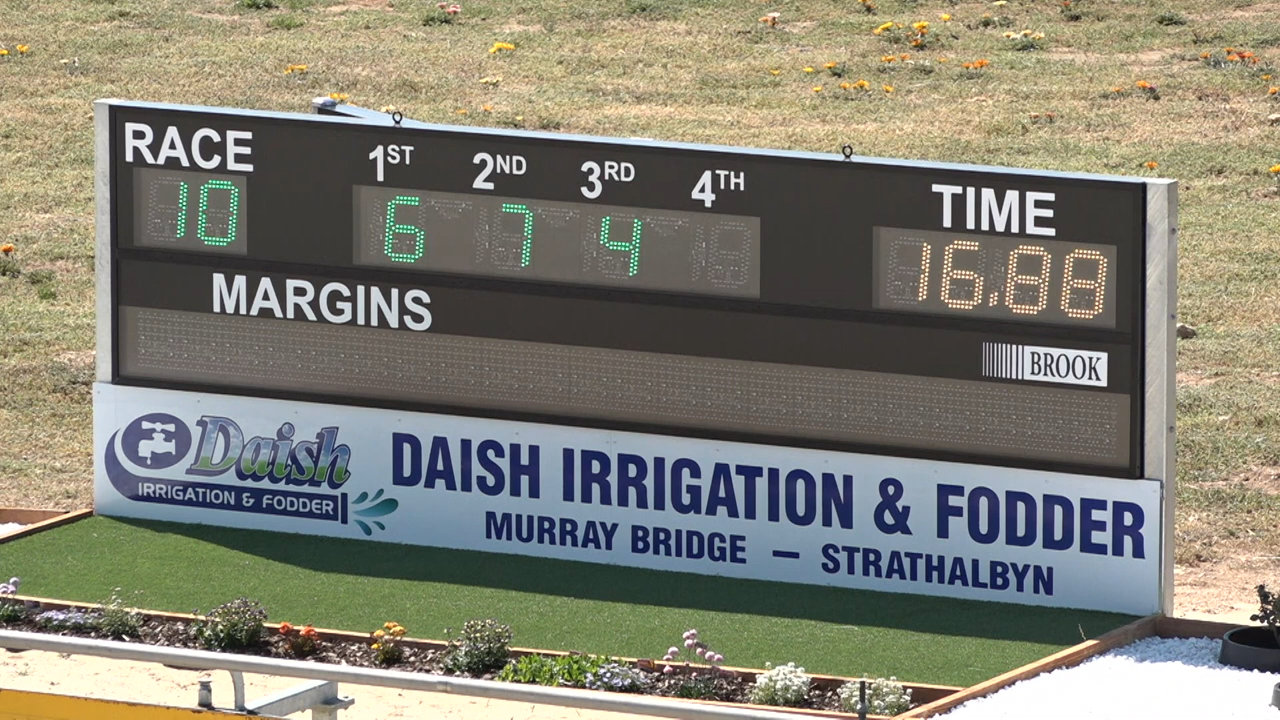 RACE 1ST 2ND 3RD 4TH TIME
10 6 7 4 16.88
MARGINS
BROOK
Daish
IRRIGATION & FODDER
DAISH IRRIGATION & FODDER
MURRAY BRIDGE – STRATHALBYN